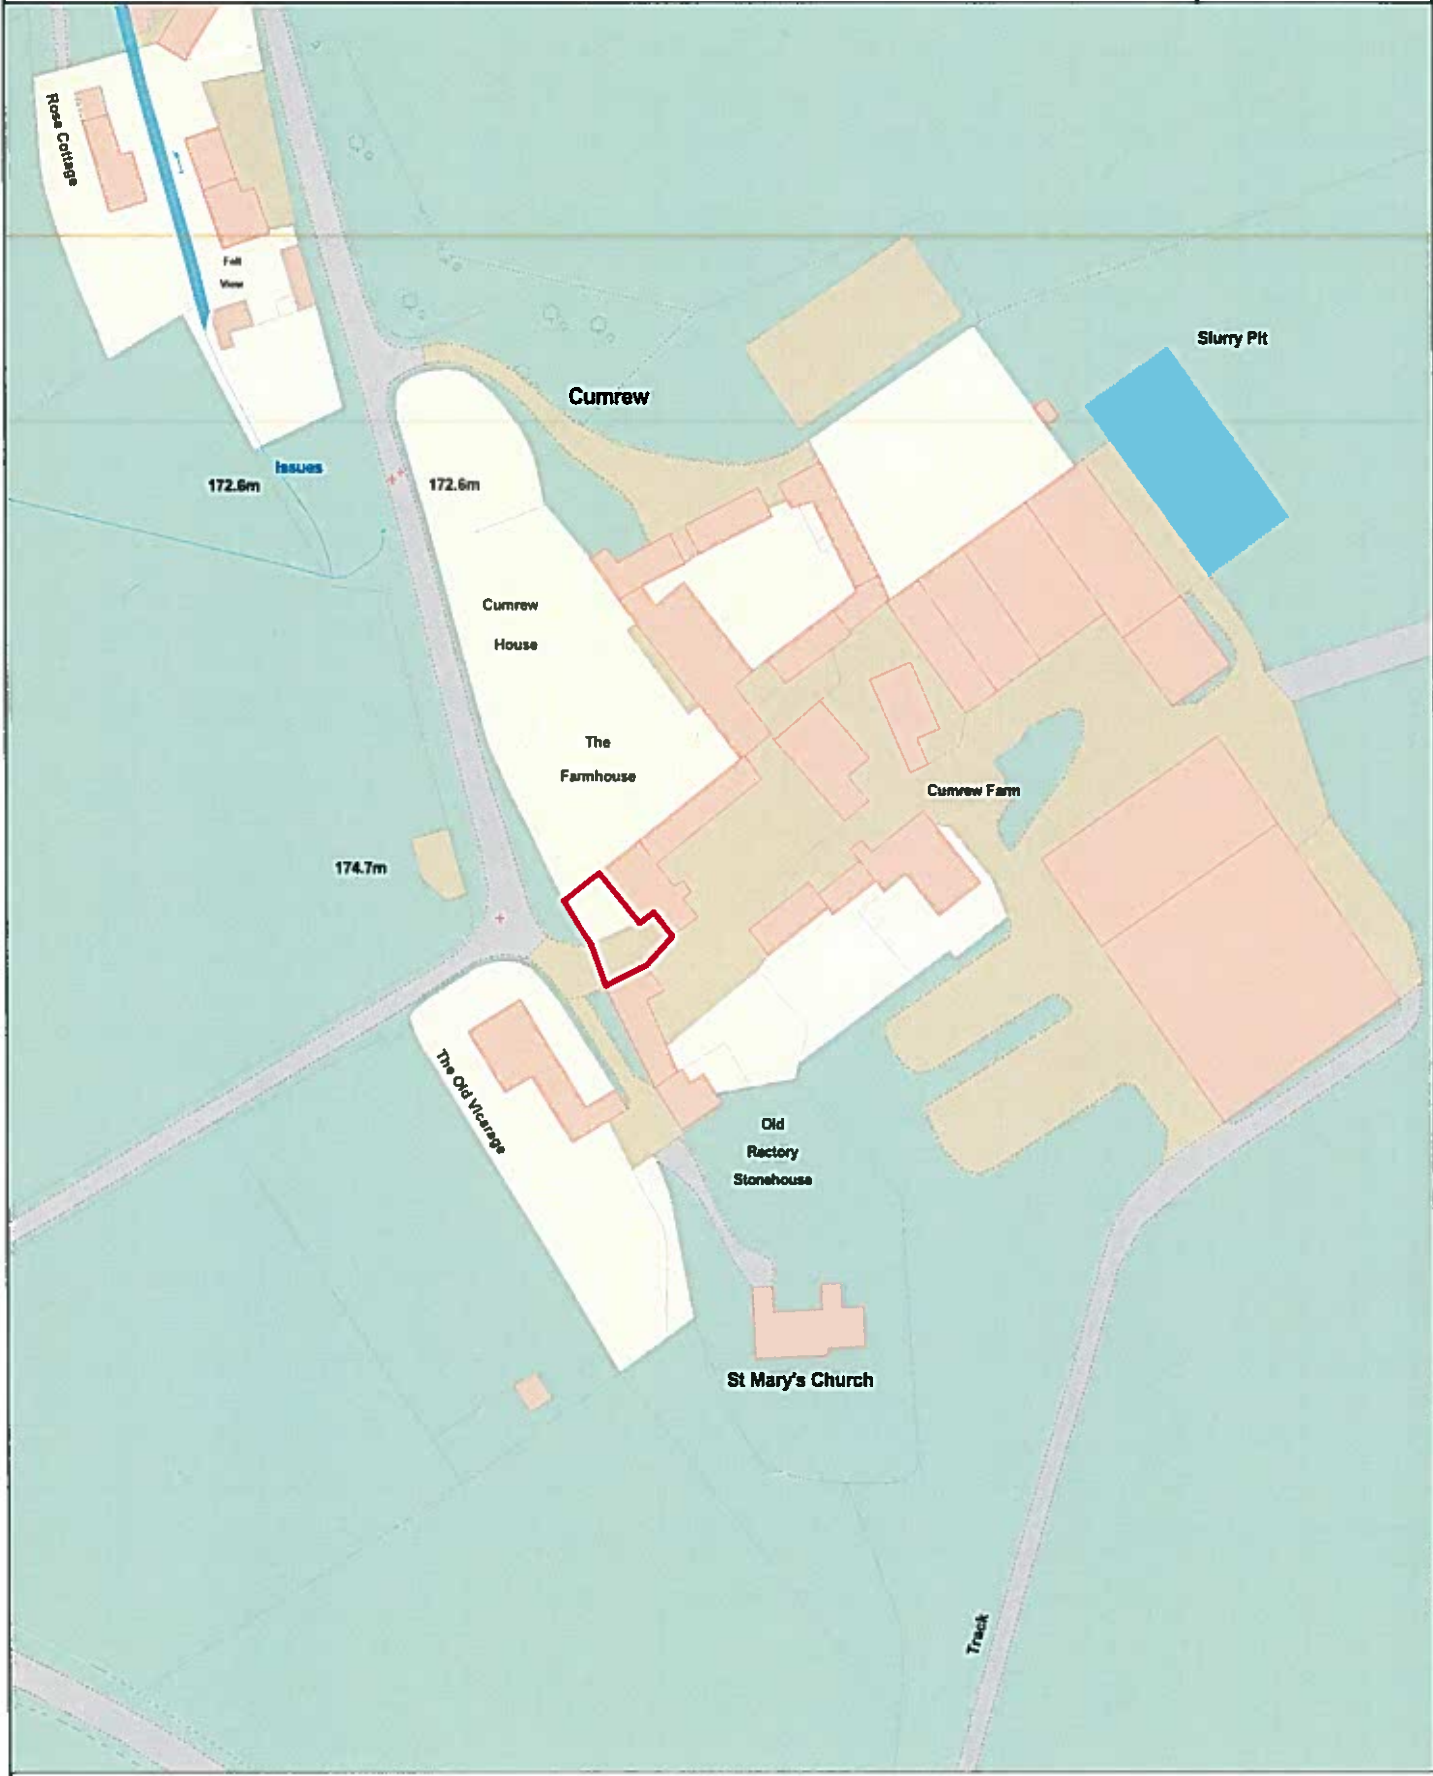 Rose Cottage
Fell
View
Slurry Pit
Cumrew
Issues
172.6m
172.6m
Cumrew
House
The
Farmhouse
Cumrew Farm
174.7m
The Old Vicarage
Old
Rectory
Stonehouse
St Mary's Church
Track